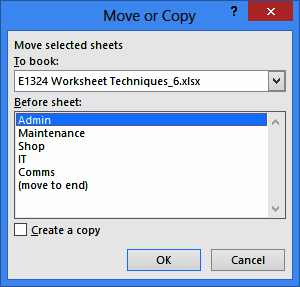 Move or Copy
?
Move selected sheets
To book:
E1324 Worksheet Techniques_6.xlsx
Before sheet:
Admin
Maintenance
Shop
IT
Comms
(move to end)
Create a copy
OK
Cancel